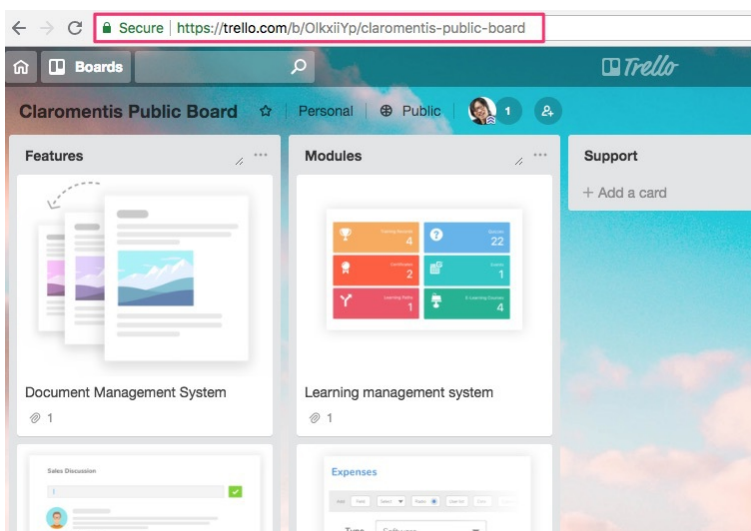 Secure | https://trello.com/b/OlkxiiYp/claromentis-public-board
Boards
Trello
Claromentis Public Board
Personal
Public
1
Features
Modules
Support
+ Add a card
4
22
2
1
1
4
Document Management System
1
Learning management system
1
Sales Discussion
Expenses